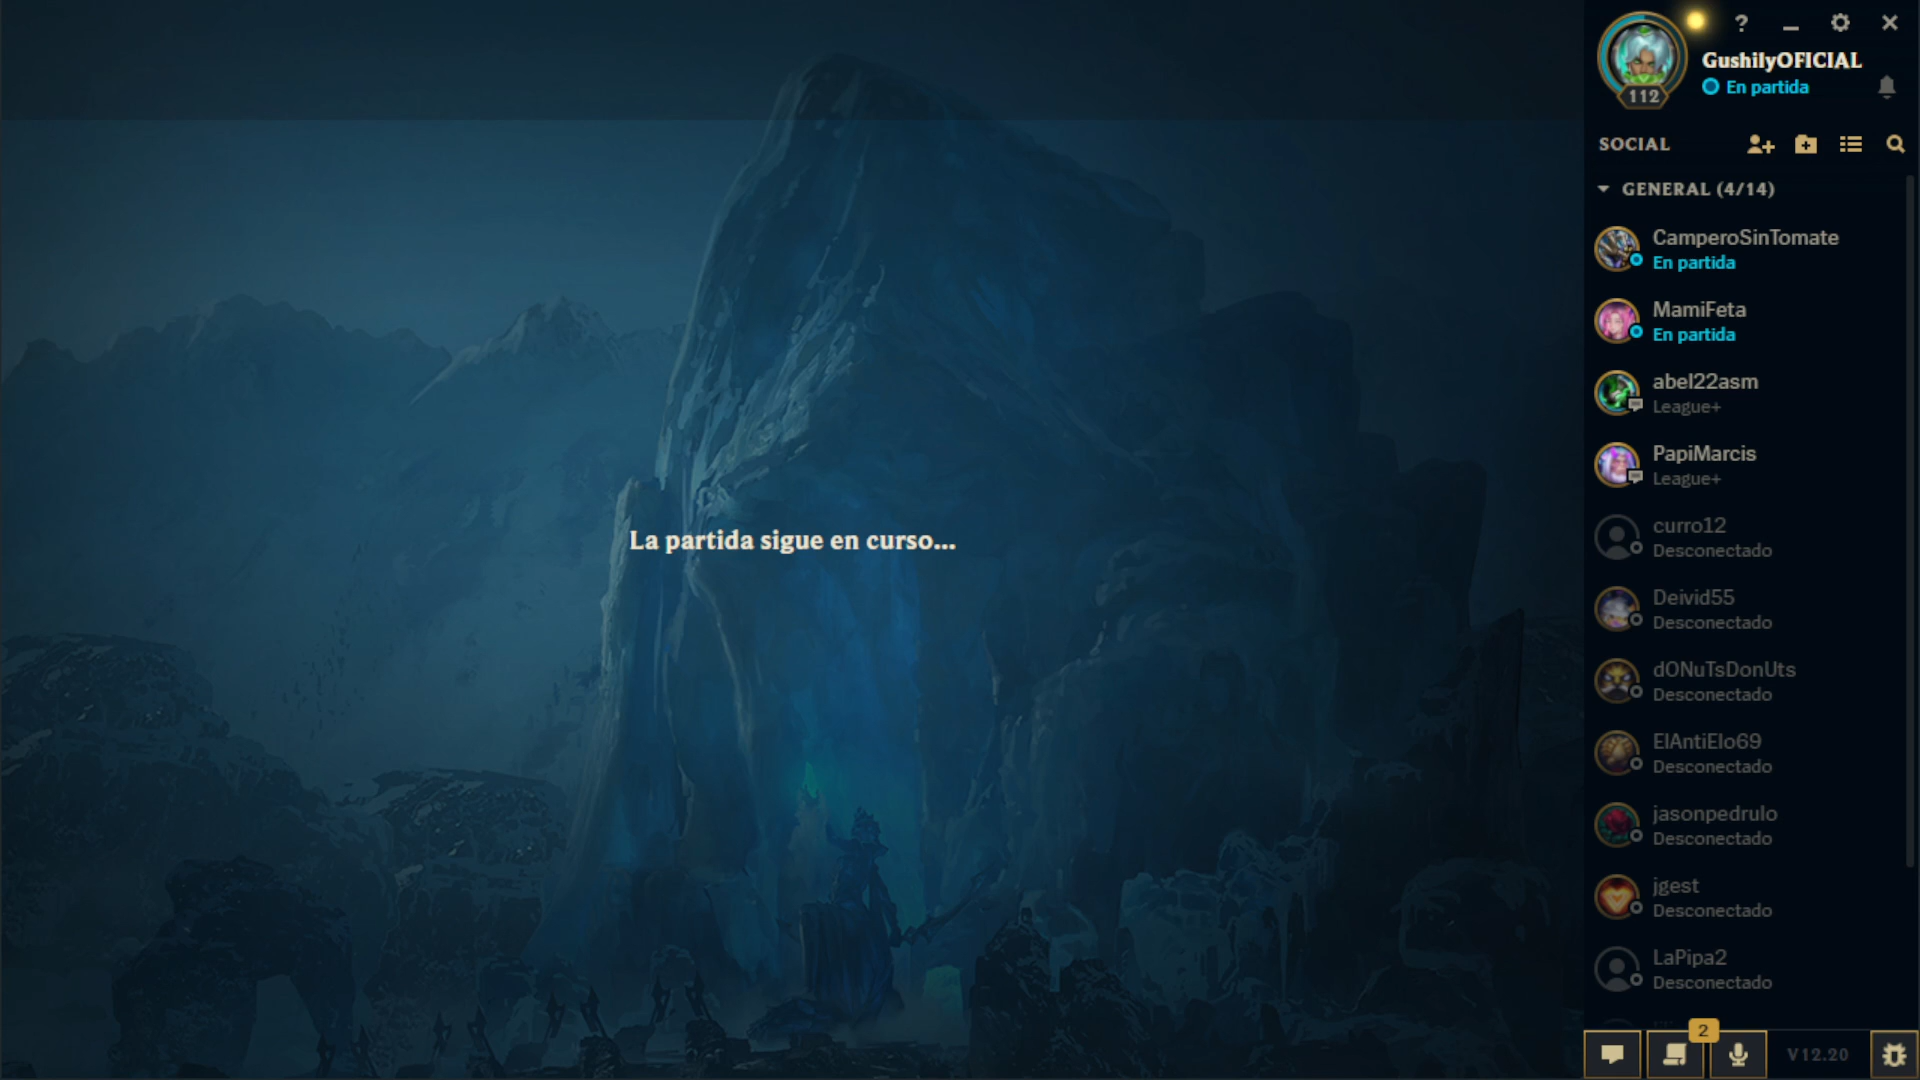 ?
GushilyOFICIAL
En partida
112
SOCIAL
GENERAL (4/14)
CamperoSinTomate
En partida
MamiFeta
En partida
abel22asm
League+
PapiMarcis
League+
curro12
Desconectado
Deivid55
Desconectado
dONuTsDonUts
Desconectado
ElAntiElo69
Desconectado
jasonpedrulo
Desconectado
jgest
Desconectado
LaPipa2
Desconectado
2
V12.20
La partida sigue en curso...